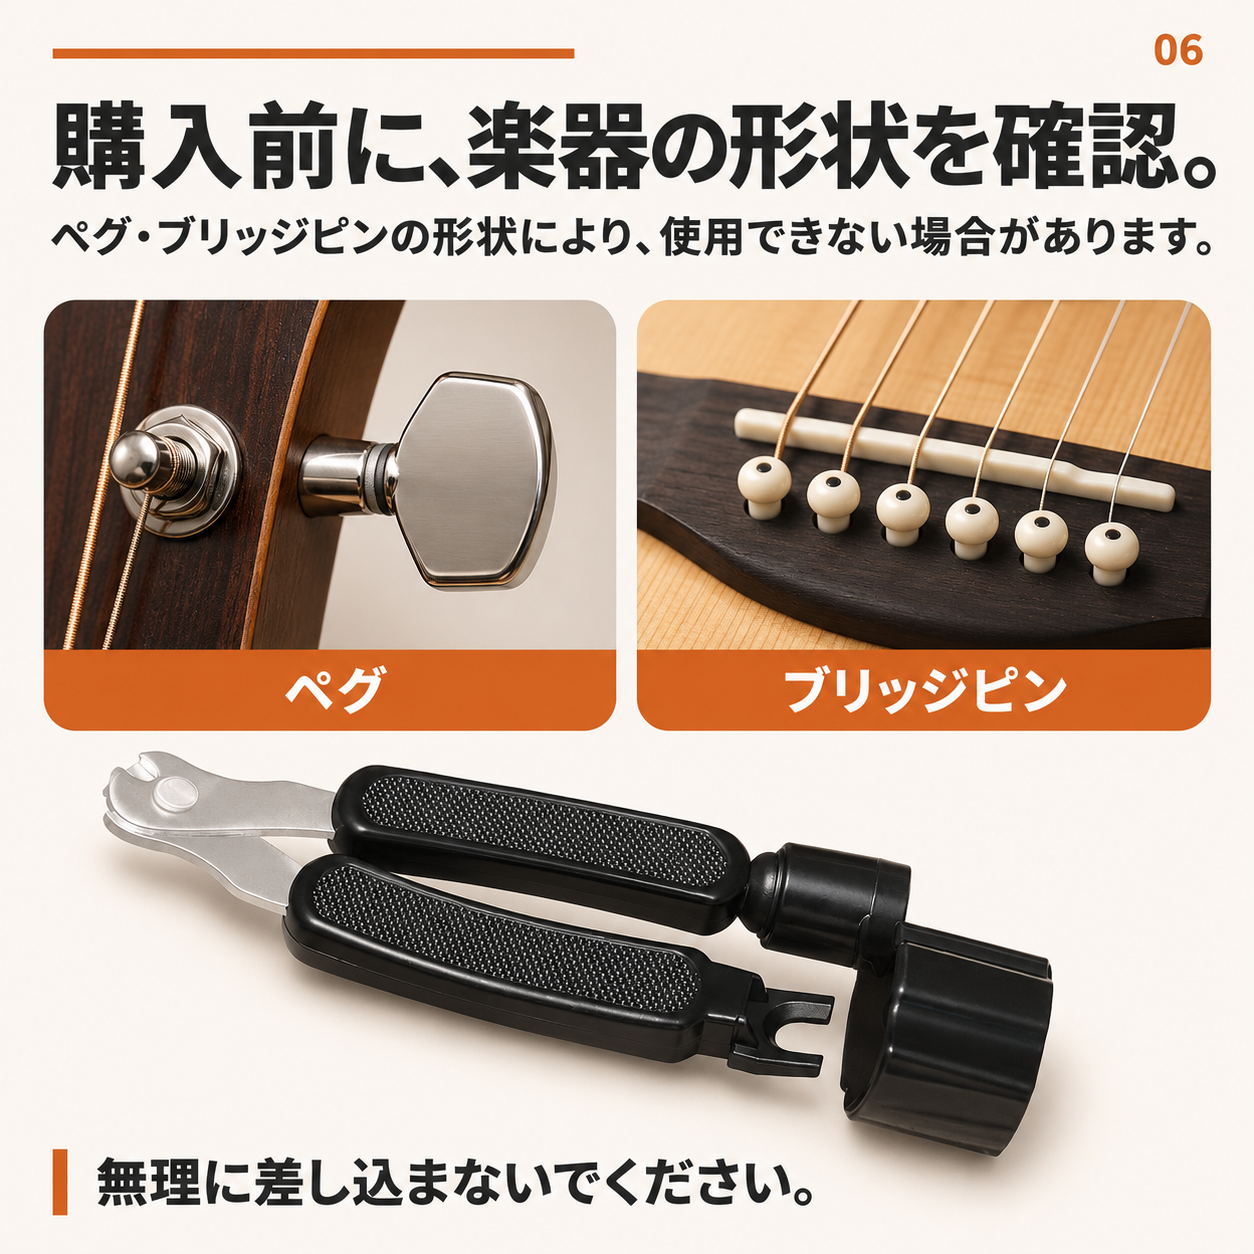 06
購入前に、楽器の形状を確認。
ペグ・ブリッジピンの形状により、使用できない場合があります。
ペグ
ブリッジピン
無理に差し込まないでください。